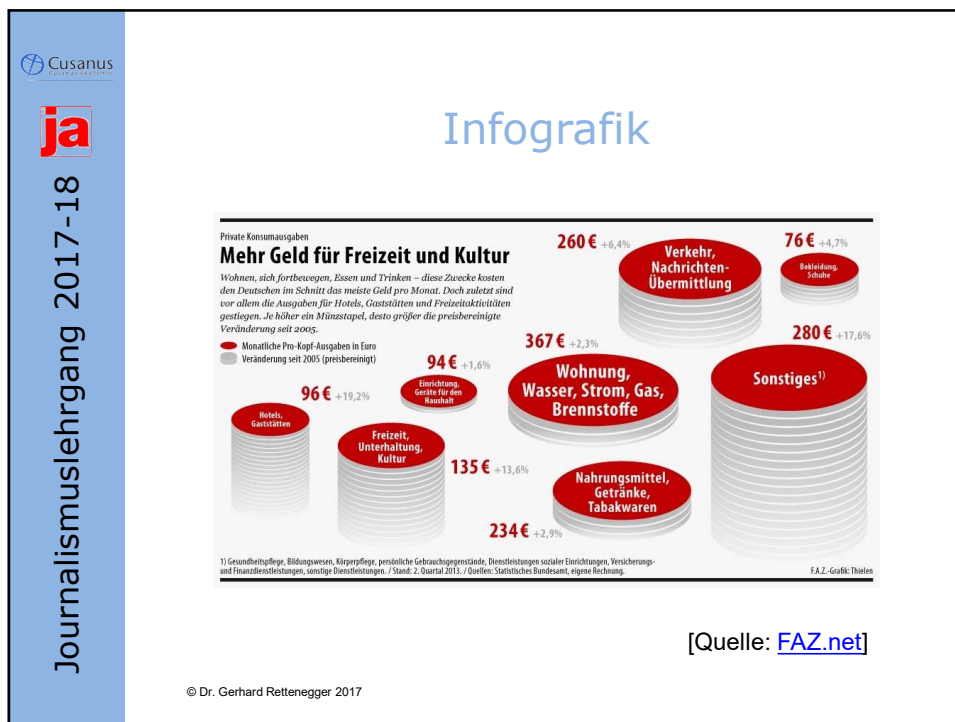 Cusanus
ja
Journalismuslehrgang 2017-18
Infografik
Private Konsumausgaben
Mehr Geld für Freizeit und Kultur
Wohnen, sich fortbewegen, Essen und Trinken – diese Zwecke kosten
den Deutschen im Schnitt das meiste Geld pro Monat. Doch zuletzt sind
vor allem die Ausgaben für Hotels, Gaststätten und Freizeitaktivitäten
gestiegen. Je höher ein Münzstapel, desto größer die preisbereinigte
Veränderung seit 2005.
Monatliche Pro-Kopf-Ausgaben in Euro
Veränderung seit 2005 (preisbereinigt)
260 € +6,4%
Verkehr,
Nachrichten-
Übermittlung
76 € +4,7%
Bekleidung,
Schuhe
96 € +19,2%
Hotels,
Gaststätten
94 € +1,6%
Einrichtung,
Geräte für den
Haushalt
367 € +2,3%
Wohnung,
Wasser, Strom, Gas,
Brennstoffe
280 € +17,6%
Sonstiges1)
Freizeit,
Unterhaltung,
Kultur
135 € +13,6%
Nahrungsmittel,
Getränke,
Tabakwaren
234 € +2,9%
1) Gesundheitspflege, Bildungswesen, Körperpflege, persönliche Gebrauchsgegenstände, Dienstleistungen sozialer Einrichtungen, Versicherungs-
und Finanzdienstleistungen, sonstige Dienstleistungen. / Stand: 2. Quartal 2013. / Quellen: Statistisches Bundesamt, eigene Rechnung.
F.A.Z.-Grafik: Thielen
[Quelle: FAZ.net]
© Dr. Gerhard Rettenegger 2017